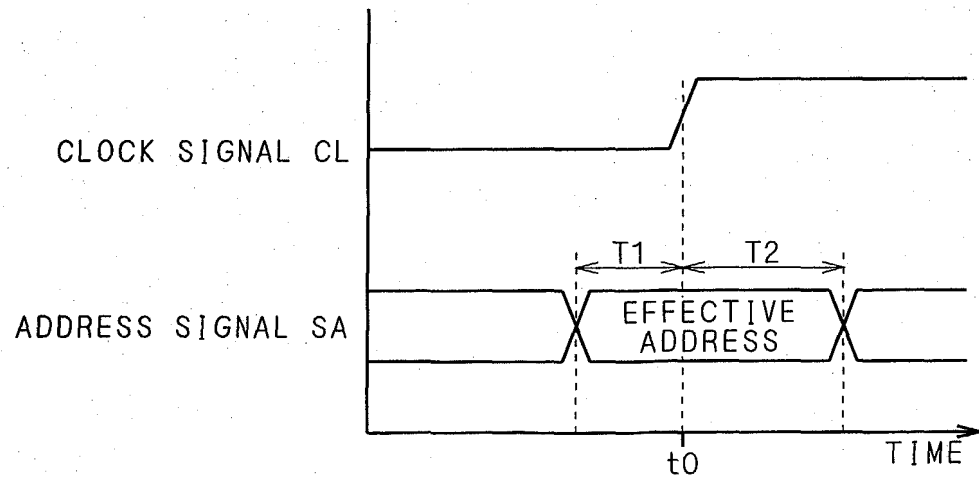 CLOCK SIGNAL CL
T1
T2
ADDRESS SIGNAL SA
EFFECTIVE
ADDRESS
t0
TIME